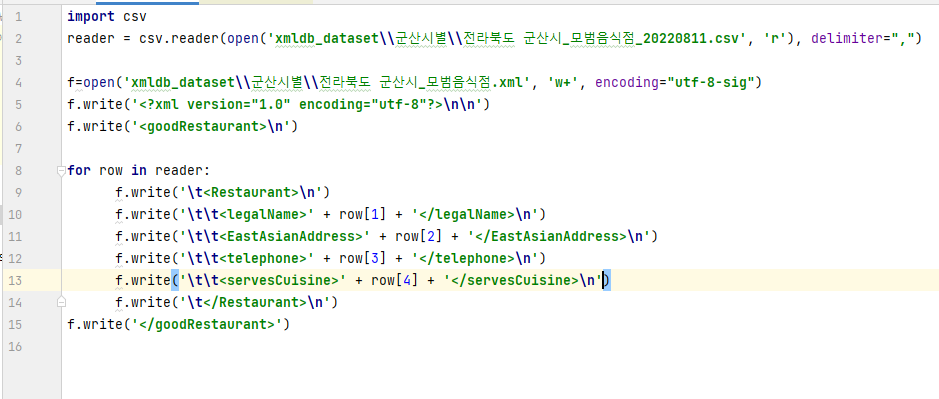 1 import csv
2 reader = csv.reader(open('xmldb_dataset\\군산시별\\전라북도 군산시_모범음식점_20220811.csv', 'r'), delimiter=",")
3
4 f=open('xmldb_dataset\\군산시별\\전라북도 군산시_모범음식점.xml', 'w+', encoding="utf-8-sig")
5 f.write('<?xml version="1.0" encoding="utf-8"?>\n\n')
6 f.write('<goodRestaurant>\n')
7
8 for row in reader:
9 f.write('\t<Restaurant>\n')
10 f.write('\t\t<legalName>' + row[1] + '</legalName>\n')
11 f.write('\t\t<EastAsianAddress>' + row[2] + '</EastAsianAddress>\n')
12 f.write('\t\t<telephone>' + row[3] + '</telephone>\n')
13 f.write('\t\t<servesCuisine>' + row[4] + '</servesCuisine>\n')
14 f.write('\t</Restaurant>\n')
15 f.write('</goodRestaurant>')
16